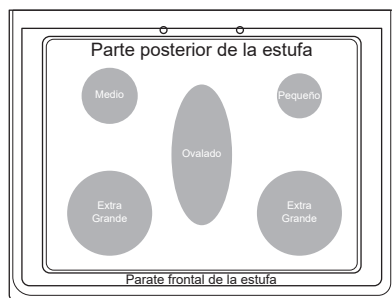 Parte posterior de la estufa
Medio
Pequeño
Ovalado
Extra
Grande
Extra
Grande
Parate frontal de la estufa